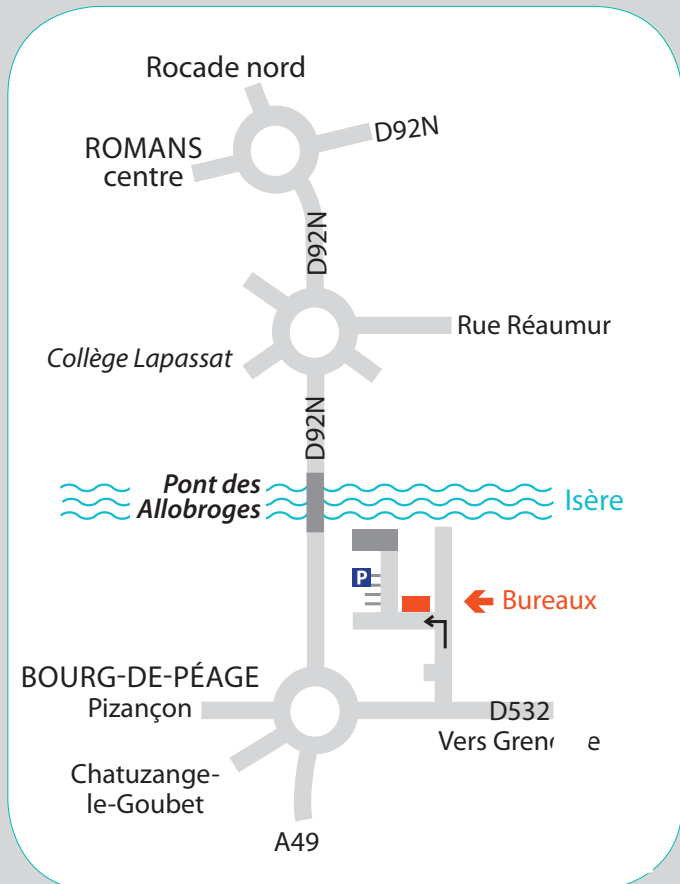 Rocade nord
D92N
ROMANS
centre
D92N
Rue Réaumur
Collège Lapassat
D92N
Pont des
Allobroges
Isère
P
Bureaux
BOURG-DE-PÉAGE
Pizançon
D532
Vers
Chatuzange-
le-Goubet
A49